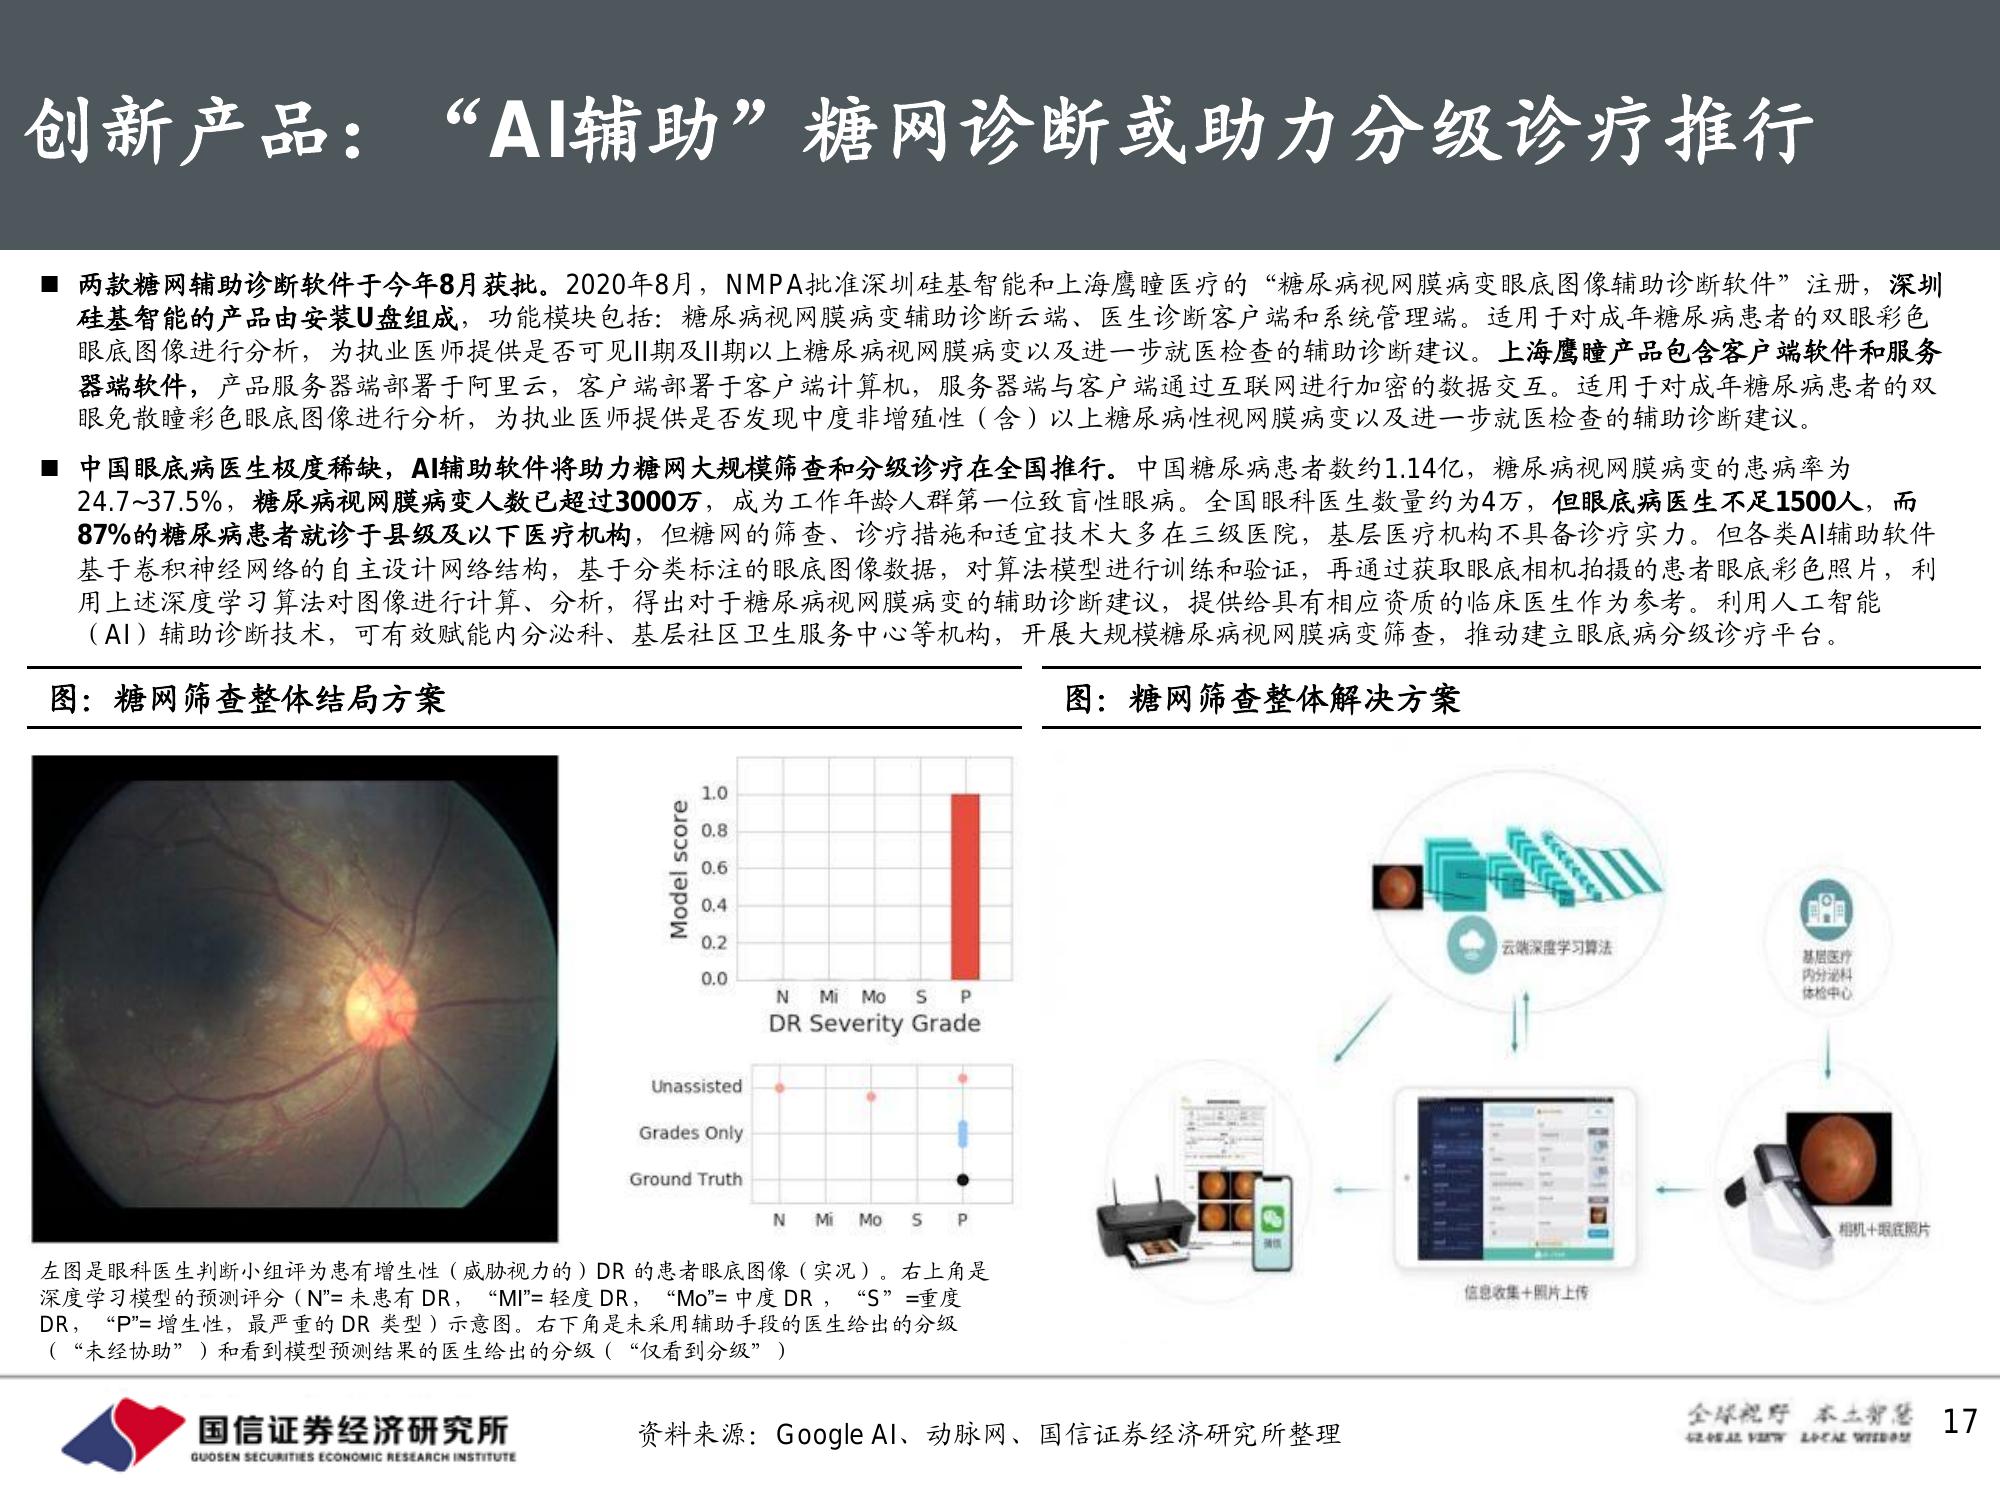 创新产品：“AI辅助”糖网诊断或助力分级诊疗推行
■ 两款糖网辅助诊断软件于今年8月获批。2020年8月，NMPA批准深圳硅基智能和上海鹰瞳医疗的“糖尿病视网膜病变眼底图像辅助诊断软件”注册，深圳
硅基智能的产品由安装U盘组成，功能模块包括：糖尿病视网膜病变辅助诊断云端、医生诊断客户端和系统管理端。适用于对成年糖尿病患者的双眼彩色
眼底图像进行分析，为执业医师提供是否可见II期及II期以上糖尿病视网膜病变以及进一步就医检查的辅助诊断建议。上海鹰瞳产品包含客户端软件和服务
器端软件，产品服务器端部署于阿里云，客户端部署于客户端计算机，服务器端与客户端通过互联网进行加密的数据交互。适用于对成年糖尿病患者的双
眼免散瞳彩色眼底图像进行分析，为执业医师提供是否发现中度非增殖性（含）以上糖尿病性视网膜病变以及进一步就医检查的辅助诊断建议。
■ 中国眼底病医生极度稀缺，AI辅助软件将助力糖网大规模筛查和分级诊疗在全国推行。中国糖尿病患者数约1.14亿，糖尿病视网膜病变的患病率为
24.7~37.5%，糖尿病视网膜病变人数已超过3000万，成为工作年龄人群第一位致盲性眼病。全国眼科医生数量约为4万，但眼底病医生不足1500人，而
87%的糖尿病患者就诊于县级及以下医疗机构，但糖网的筛查、诊疗措施和适宜技术大多在三级医院，基层医疗机构不具备诊疗实力。但各类AI辅助软件
基于卷积神经网络的自主设计网络结构，基于分类标注的眼底图像数据，对算法模型进行训练和验证，再通过获取眼底相机拍摄的患者眼底彩色照片，利
用上述深度学习算法对图像进行计算、分析，得出对于糖尿病视网膜病变的辅助诊断建议，提供给具有相应资质的临床医生作为参考。利用人工智能
（AI）辅助诊断技术，可有效赋能内分泌科、基层社区卫生服务中心等机构，开展大规模糖尿病视网膜病变筛查，推动建立眼底病分级诊疗平台。
图：糖网筛查整体结局方案
Model score
1.0
0.8
0.6
0.4
0.2
0.0
N Mi Mo S P
DR Severity Grade
Unassisted
Grades Only
Ground Truth
N Mi Mo S P
左图是眼科医生判断小组评为患有增生性（威胁视力的）DR 的患者眼底图像（实况）。右上角是
深度学习模型的预测评分（N”= 未患有 DR， “MI”= 轻度 DR， “Mo”= 中度 DR ， “S” =重度
DR， “P”= 增生性，最严重的 DR 类型）示意图。右下角是未采用辅助手段的医生给出的分级
（“未经协助”）和看到模型预测结果的医生给出的分级（“仅看到分级”）
图：糖网筛查整体解决方案
云端深度学习算法
基层医疗
内分泌科
体检中心
微信
信息收集+照片上传
相机+眼底照片
国信证券经济研究所
GUOSEN SECURITIES ECONOMIC RESEARCH INSTITUTE
资料来源：Google AI、动脉网、国信证券经济研究所整理
全球视野 本土智慧
GLOBAL VIEW LOCAL WISDOM
17